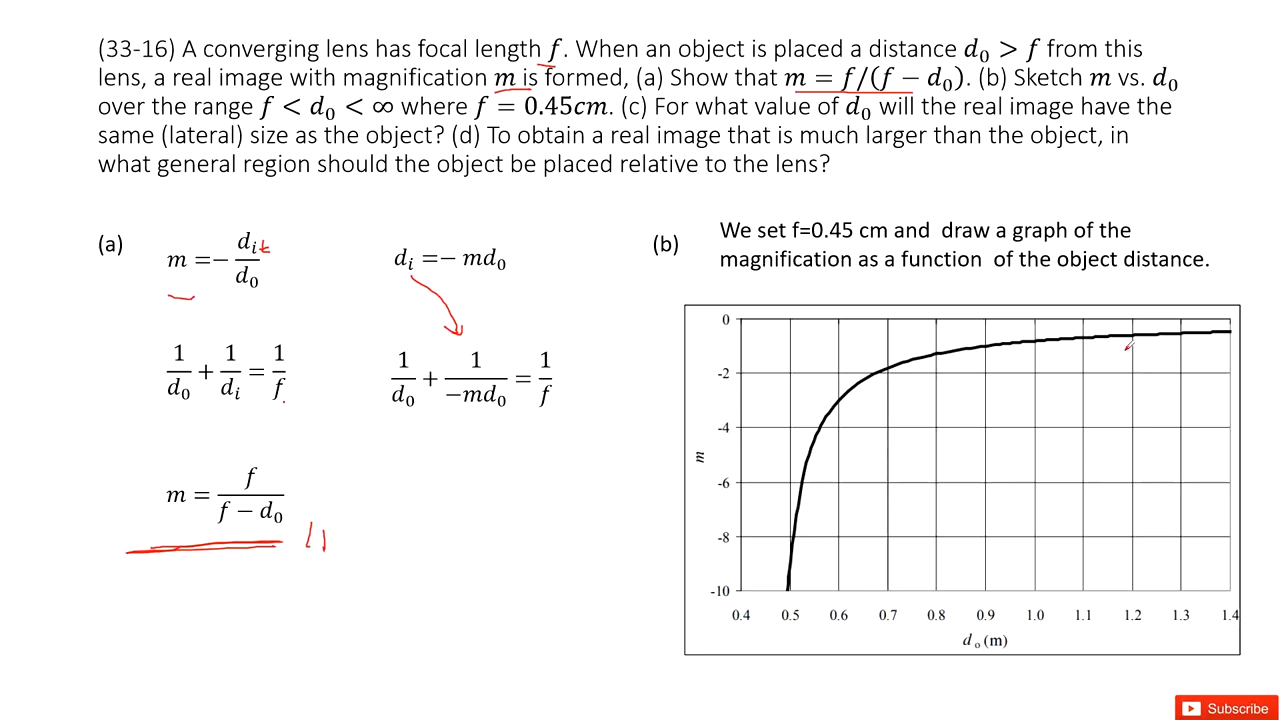 (33-16) A converging lens has focal length f. When an object is placed a distance d₀ > f from this
lens, a real image with magnification m is formed, (a) Show that m = f/(f − d₀). (b) Sketch m vs. d₀
over the range f < d₀ < ∞ where f = 0.45cm. (c) For what value of d₀ will the real image have the
same (lateral) size as the object? (d) To obtain a real image that is much larger than the object, in
what general region should the object be placed relative to the lens?
(a)
m =− dᵢ/d₀
dᵢ =− md₀
1/d₀ + 1/dᵢ = 1/f
1/d₀ + 1/−md₀ = 1/f
m = f/(f − d₀)
(b)
We set f=0.45 cm and draw a graph of the
magnification as a function of the object distance.
0
-2
-4
-6
-8
-10
m
0.4 0.5 0.6 0.7 0.8 0.9 1.0 1.1 1.2 1.3 1.4
dₒ (m)
Subscribe